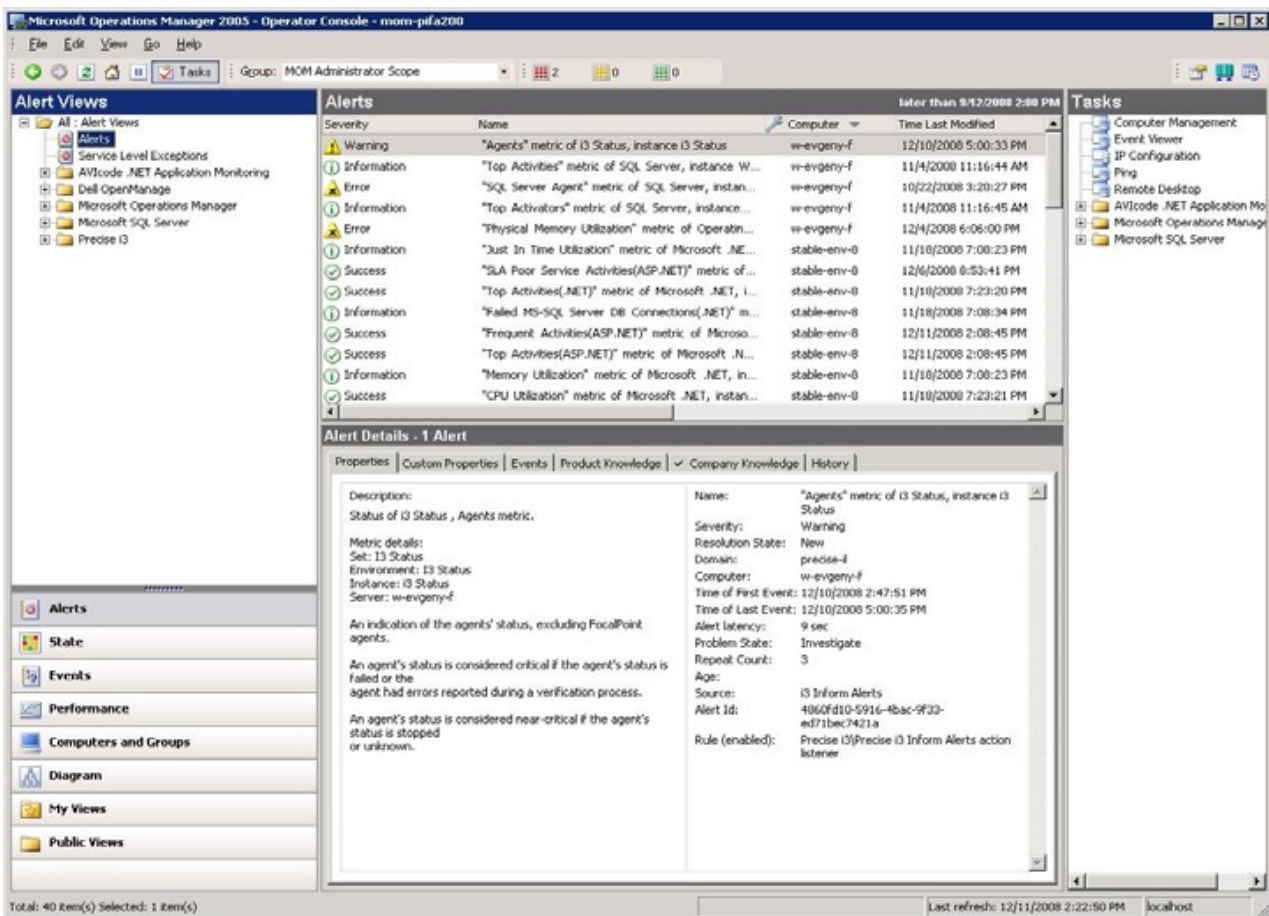 Microsoft Operations Manager 2005 - Operator Console - mom-pifa200
File Edit View Go Help
Tasks Group: MOM Administrator Scope 2 0 0
Alert Views
All : Alert Views
Alerts
Service Level Exceptions
AVIcode .NET Application Monitoring
Dell OpenManage
Microsoft Operations Manager
Microsoft SQL Server
Precise i3
Alerts
State
Events
Performance
Computers and Groups
Diagram
My Views
Public Views
Alerts later than 9/12/2008 2:00 PM
Severity Name Computer Time Last Modified
Warning "Agents" metric of i3 Status, instance i3 Status w-evgeny-f 12/10/2008 5:00:33 PM
Information "Top Activities" metric of SQL Server, instance W... w-evgeny-f 11/4/2008 11:16:44 AM
Error "SQL Server Agent" metric of SQL Server, instan... w-evgeny-f 10/22/2008 3:20:27 PM
Information "Top Activators" metric of SQL Server, instance... w-evgeny-f 11/4/2008 11:16:45 AM
Error "Physical Memory Utilization" metric of Operatin... w-evgeny-f 12/4/2008 6:06:00 PM
Information "Just In Time Utilization" metric of Microsoft .NE... stable-env-8 11/18/2008 7:08:23 PM
Success "SLA Poor Service Activities(ASP.NET)" metric of... stable-env-8 12/6/2008 8:53:41 PM
Success "Top Activities(.NET)" metric of Microsoft .NET, i... stable-env-8 11/18/2008 7:23:20 PM
Information "Failed MS-SQL Server DB Connections(.NET)" m... stable-env-8 11/18/2008 7:08:34 PM
Success "Frequent Activities(ASP.NET)" metric of Microso... stable-env-8 12/11/2008 2:08:45 PM
Success "Top Activities(ASP.NET)" metric of Microsoft .N... stable-env-8 12/11/2008 2:08:45 PM
Information "Memory Utilization" metric of Microsoft .NET, in... stable-env-8 11/18/2008 7:08:23 PM
Success "CPU Utilization" metric of Microsoft .NET, instan... stable-env-8 11/18/2008 7:23:21 PM
Alert Details - 1 Alert
Properties Custom Properties Events Product Knowledge Company Knowledge History
Description:
Status of i3 Status , Agents metric.
Metric details:
Set: I3 Status
Environment: I3 Status
Instance: i3 Status
Server: w-evgeny-f
An indication of the agents' status, excluding FocalPoint
agents.
An agent's status is considered critical if the agent's status is
failed or the
agent had errors reported during a verification process.
An agent's status is considered near-critical if the agent's
status is stopped
or unknown.
Name: "Agents" metric of i3 Status, instance i3
Status
Severity: Warning
Resolution State: New
Domain: precise-il
Computer: w-evgeny-f
Time of First Event: 12/10/2008 2:47:51 PM
Time of Last Event: 12/10/2008 5:00:35 PM
Alert latency: 9 sec
Problem State: Investigate
Repeat Count: 3
Age:
Source: i3 Inform Alerts
Alert Id: 4060fd10-5916-4bac-9f33-
ed71bec7421a
Rule (enabled): Precise i3\Precise i3 Inform Alerts action
listener
Tasks
Computer Management
Event Viewer
IP Configuration
Ping
Remote Desktop
AVIcode .NET Application Mo
Microsoft Operations Manage
Microsoft SQL Server
Total: 40 item(s) Selected: 1 item(s)
Last refresh: 12/11/2008 2:22:50 PM localhost